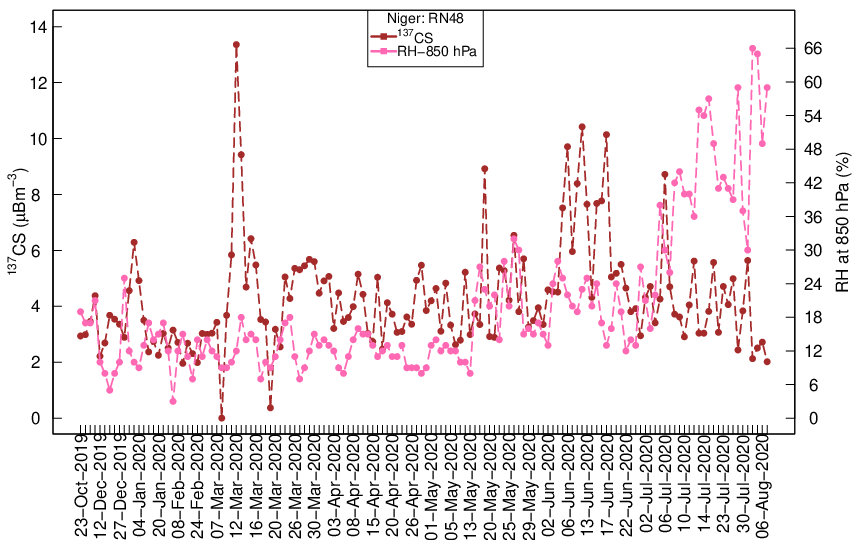 Niger: RN48
¹³⁷CS
RH−850 hPa
¹³⁷CS (μBm−³)
14
12
10
8
6
4
2
0
RH at 850 hPa (%)
66
60
54
48
42
36
30
24
18
12
6
0
23−Oct−2019
12−Dec−2019
27−Dec−2019
04−Jan−2020
20−Jan−2020
08−Feb−2020
24−Feb−2020
07−Mar−2020
12−Mar−2020
16−Mar−2020
21−Mar−2020
26−Mar−2020
30−Mar−2020
03−Apr−2020
08−Apr−2020
15−Apr−2020
20−Apr−2020
26−Apr−2020
01−May−2020
05−May−2020
13−May−2020
20−May−2020
25−May−2020
29−May−2020
02−Jun−2020
06−Jun−2020
13−Jun−2020
17−Jun−2020
22−Jun−2020
02−Jul−2020
06−Jul−2020
10−Jul−2020
14−Jul−2020
23−Jul−2020
30−Jul−2020
06−Aug−2020